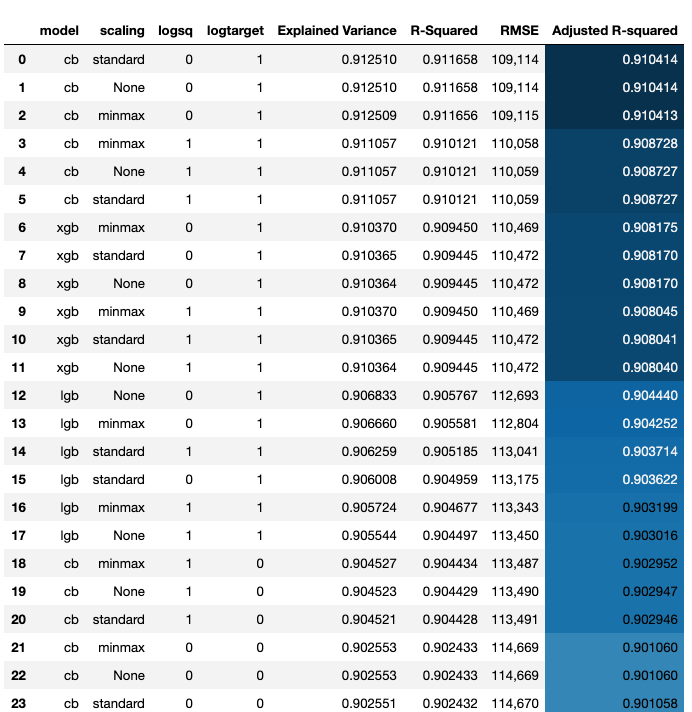 model scaling logsq logtarget Explained Variance R-Squared RMSE Adjusted R-squared
0 cb standard 0 1 0.912510 0.911658 109,114 0.910414
1 cb None 0 1 0.912510 0.911658 109,114 0.910414
2 cb minmax 0 1 0.912509 0.911656 109,115 0.910413
3 cb minmax 1 1 0.911057 0.910121 110,058 0.908728
4 cb None 1 1 0.911057 0.910121 110,059 0.908727
5 cb standard 1 1 0.911057 0.910121 110,059 0.908727
6 xgb minmax 0 1 0.910370 0.909450 110,469 0.908175
7 xgb standard 0 1 0.910365 0.909445 110,472 0.908170
8 xgb None 0 1 0.910364 0.909445 110,472 0.908170
9 xgb minmax 1 1 0.910370 0.909450 110,469 0.908045
10 xgb standard 1 1 0.910365 0.909445 110,472 0.908041
11 xgb None 1 1 0.910364 0.909445 110,472 0.908040
12 lgb None 0 1 0.906833 0.905767 112,693 0.904440
13 lgb minmax 0 1 0.906660 0.905581 112,804 0.904252
14 lgb standard 1 1 0.906259 0.905185 113,041 0.903714
15 lgb standard 0 1 0.906008 0.904959 113,175 0.903622
16 lgb minmax 1 1 0.905724 0.904677 113,343 0.903199
17 lgb None 1 1 0.905544 0.904497 113,450 0.903016
18 cb minmax 1 0 0.904527 0.904434 113,487 0.902952
19 cb None 1 0 0.904523 0.904429 113,490 0.902947
20 cb standard 1 0 0.904521 0.904428 113,491 0.902946
21 cb minmax 0 0 0.902553 0.902433 114,669 0.901060
22 cb None 0 0 0.902553 0.902433 114,669 0.901060
23 cb standard 0 0 0.902551 0.902432 114,670 0.901058